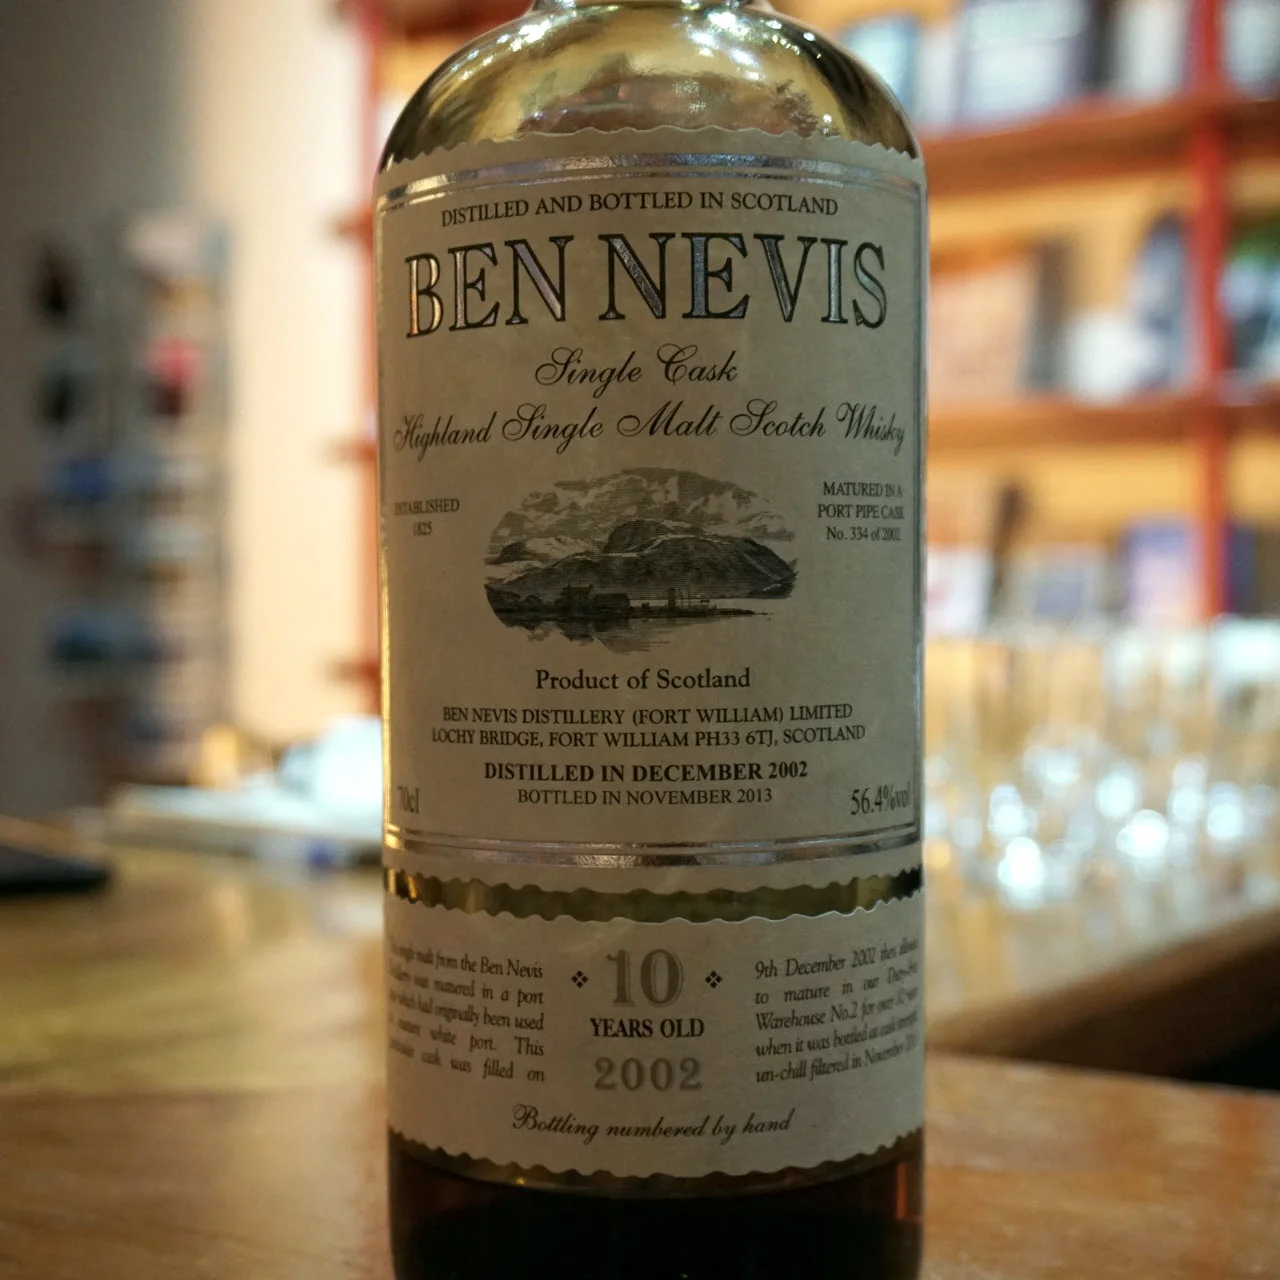 DISTILLED AND BOTTLED IN SCOTLAND
BEN NEVIS
Single Cask
Highland Single Malt Scotch Whisky
ESTABLISHED
1825
MATURED IN A
PORT PIPE CASK
No. 334 of 2002
Product of Scotland
BEN NEVIS DISTILLERY (FORT WILLIAM) LIMITED
LOCHY BRIDGE, FORT WILLIAM PH33 6TJ, SCOTLAND
DISTILLED IN DECEMBER 2002
BOTTLED IN NOVEMBER 2013
70cl
56.4%vol
single malt from the Ben Nevis
was matured in a port
which had originally been used
white port. This
cask was filled on
10
YEARS OLD
2002
9th December 2002 then allowed
to mature in our Duty-free
Warehouse No.2 for over
when it was bottled at cask strength
un-chill filtered in November
Bottling numbered by hand